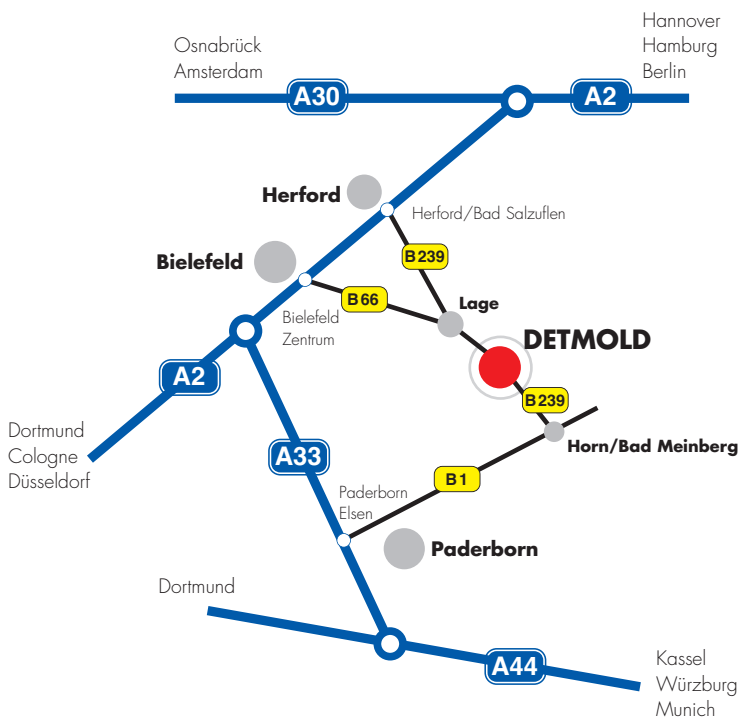 Osnabrück
Amsterdam
Hannover
Hamburg
Berlin
A30
A2
Herford
Herford/Bad Salzuflen
Bielefeld
B239
B66
Lage
Bielefeld
Zentrum
DETMOLD
A2
B239
Dortmund
Cologne
Düsseldorf
A33
Horn/Bad Meinberg
B1
Paderborn
Elsen
Paderborn
Dortmund
A44
Kassel
Würzburg
Munich